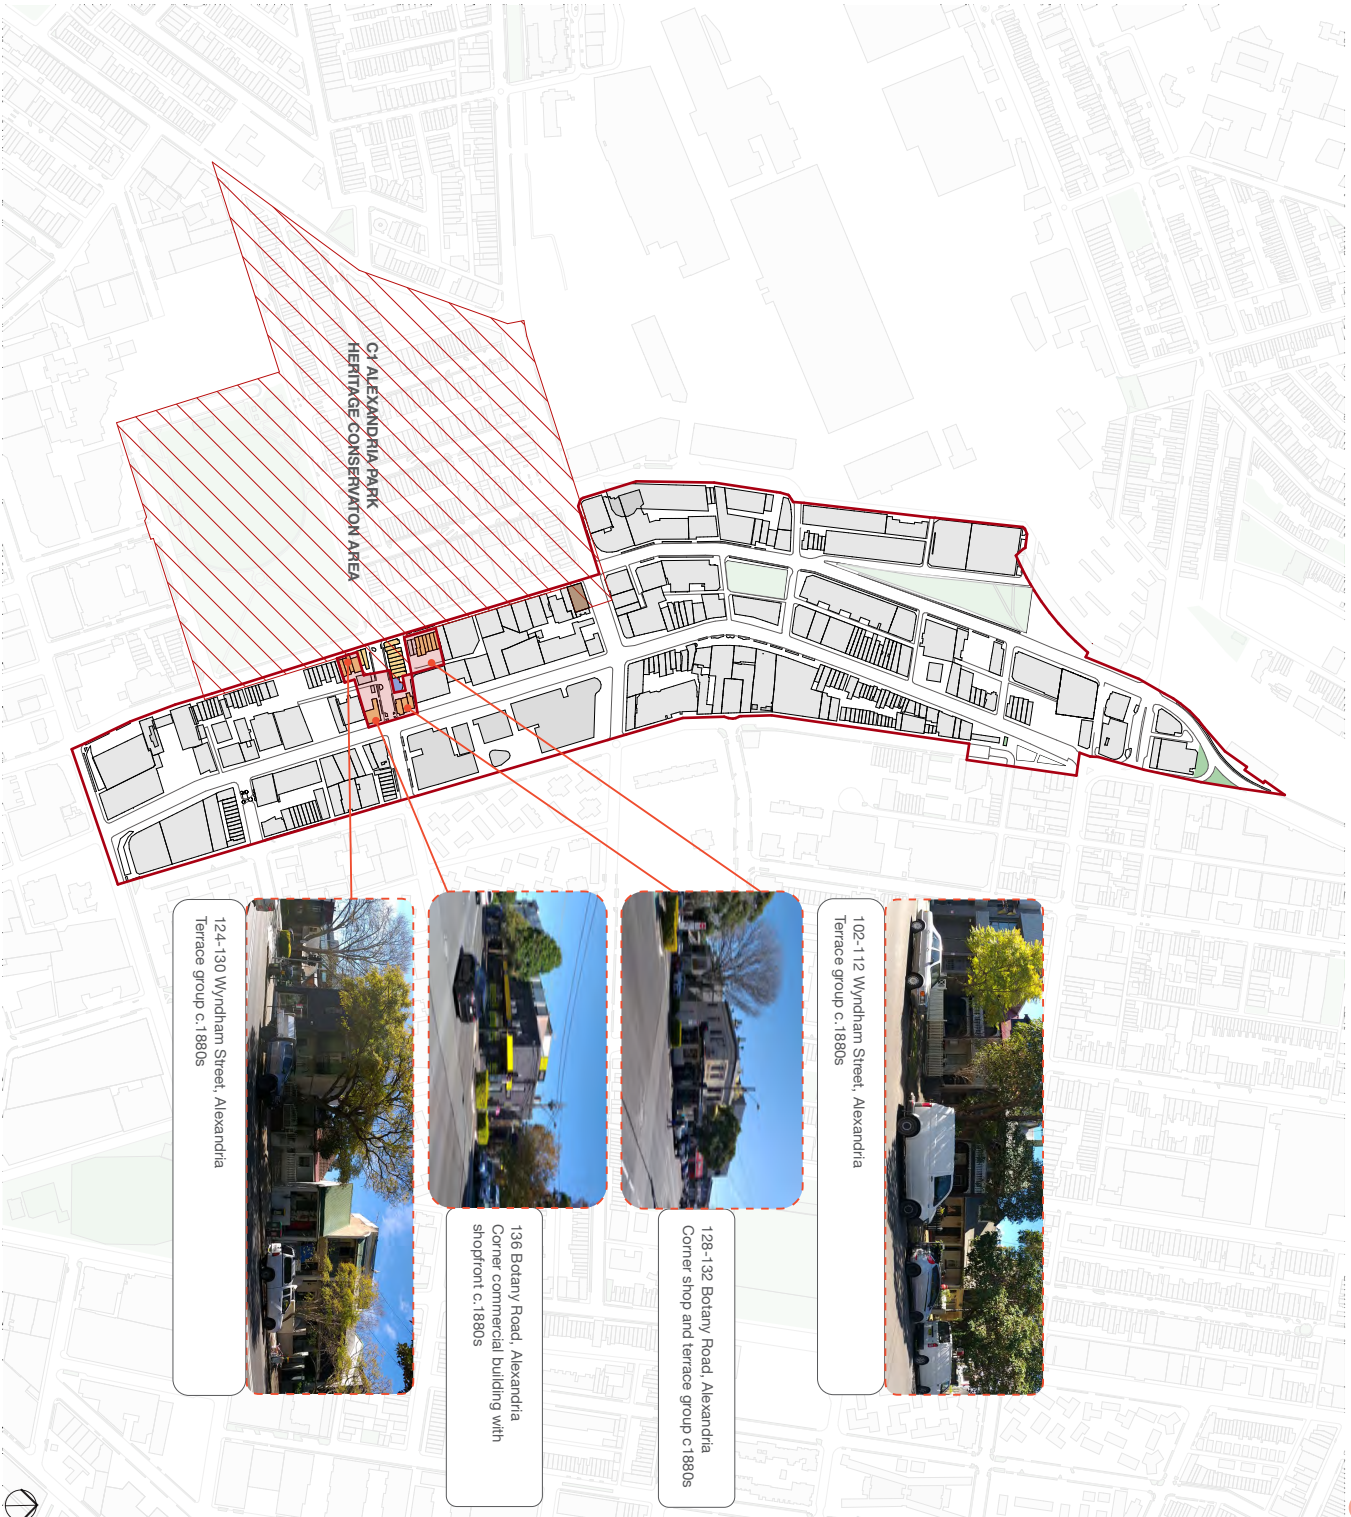 C1 ALEXANDRIA PARK
HERITAGE CONSERVATON AREA
102-112 Wyndham Street, Alexandria
Terrace group c.1880s
128-132 Botany Road, Alexandria
Corner shop and terrace group c1880s
136 Botany Road, Alexandria
Corner commercial building with
shopfront c.1880s
124-130 Wyndham Street, Alexandria
Terrace group c.1880s